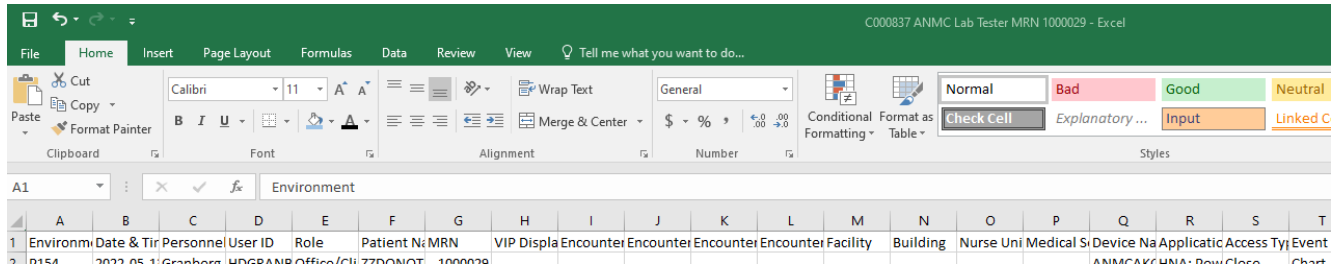 C000837 ANMC Lab Tester MRN 1000029 - Excel
File Home Insert Page Layout Formulas Data Review View Tell me what you want to do...
Cut
Copy
Paste
Format Painter
Clipboard
Calibri 11
B I U
Font
Wrap Text
Merge & Center
Alignment
General
$ % ,
Number
Conditional Formatting
Format as Table
Normal Bad Good Neutral
Check Cell Explanatory ... Input Linked C
Styles
A1 fx Environment
A B C D E F G H I J K L M N O P Q R S T
1 Environm Date & Tir Personnel User ID Role Patient Na MRN VIP Displa Encounter Encounter Encounter Encounter Facility Building Nurse Uni Medical S Device Na Applicatio Access Ty Event
2 P154 2022-05-1 Granborg HDGRANB Office/Cli ZZDONOT 1000029 ANMCAK HNA: Pow Close Chart